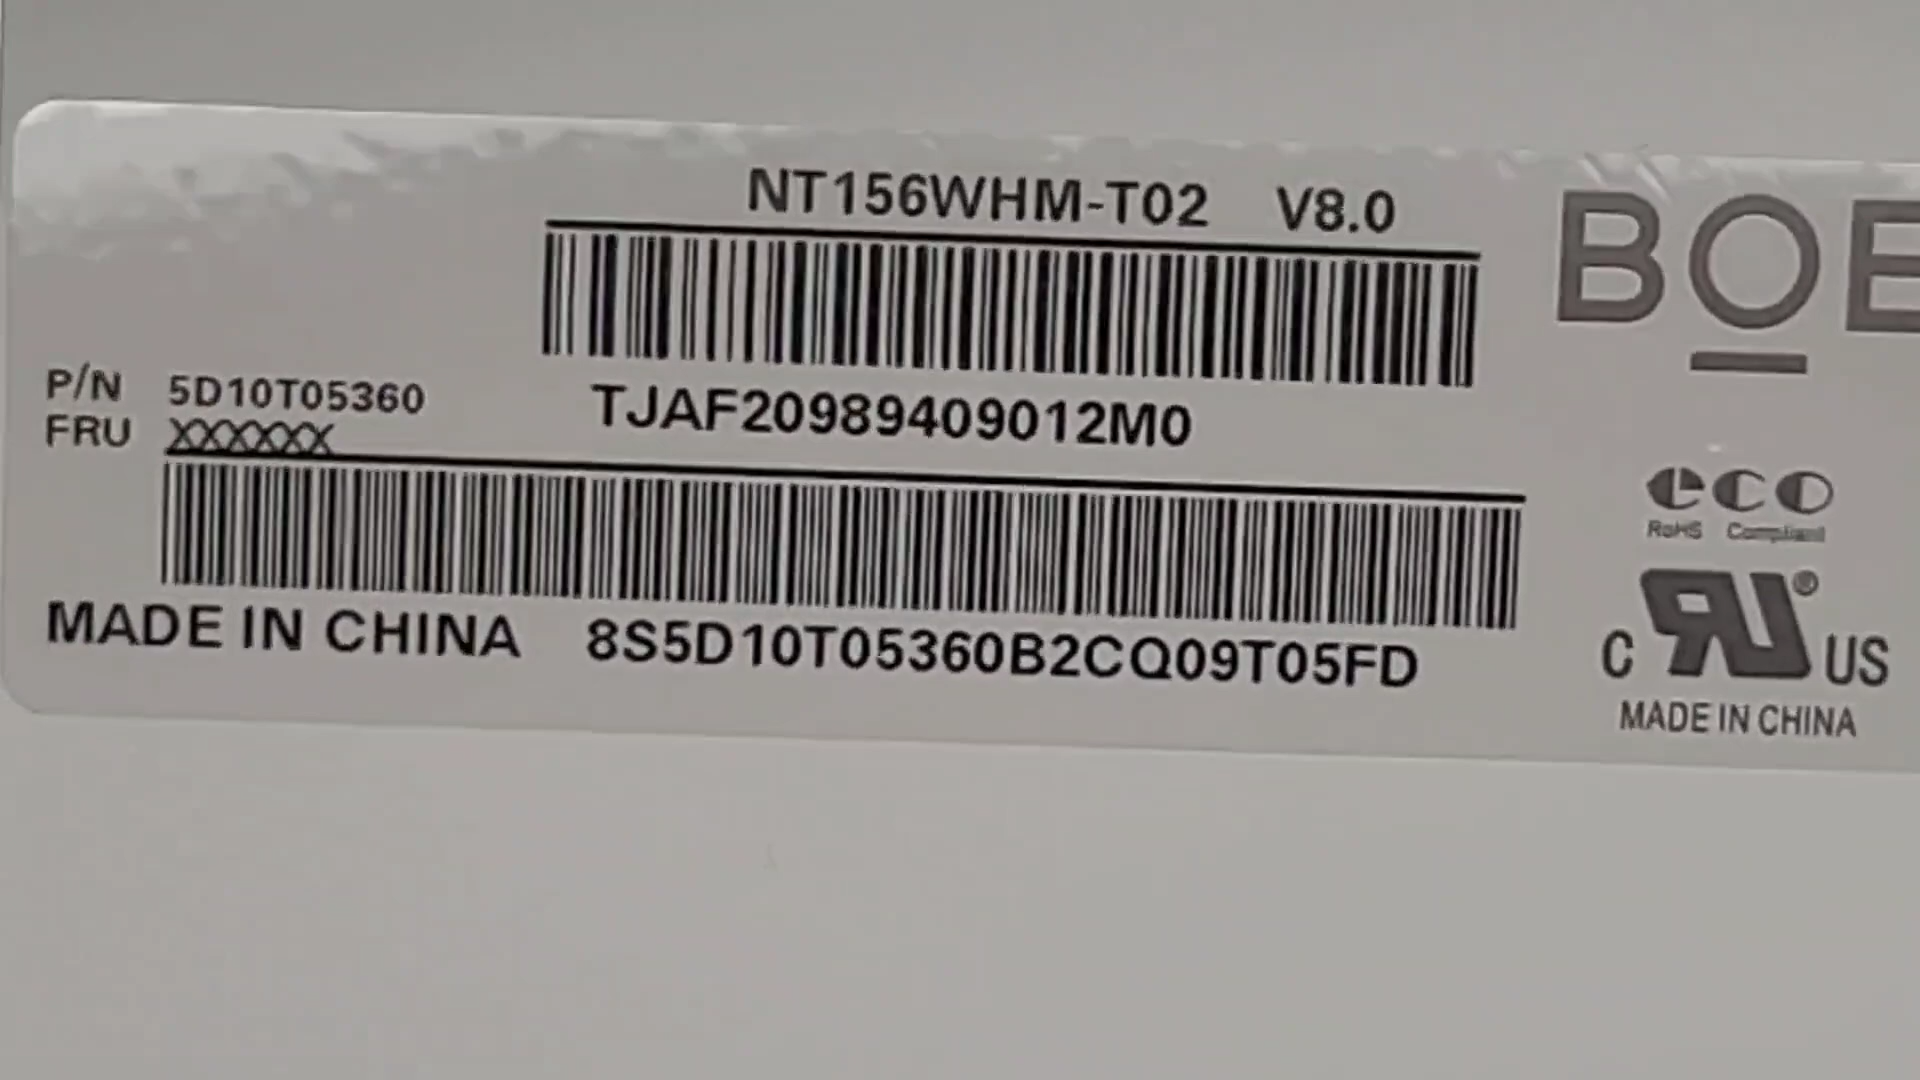 NT156WHM-T02 V8.0
BOE
P/N 5D10T05360
TJAF20989409012M0
FRU XXXXXX
eco
RoHS Compliant
MADE IN CHINA 8S5D10T05360B2CQ09T05FD
C RU ® US
MADE IN CHINA